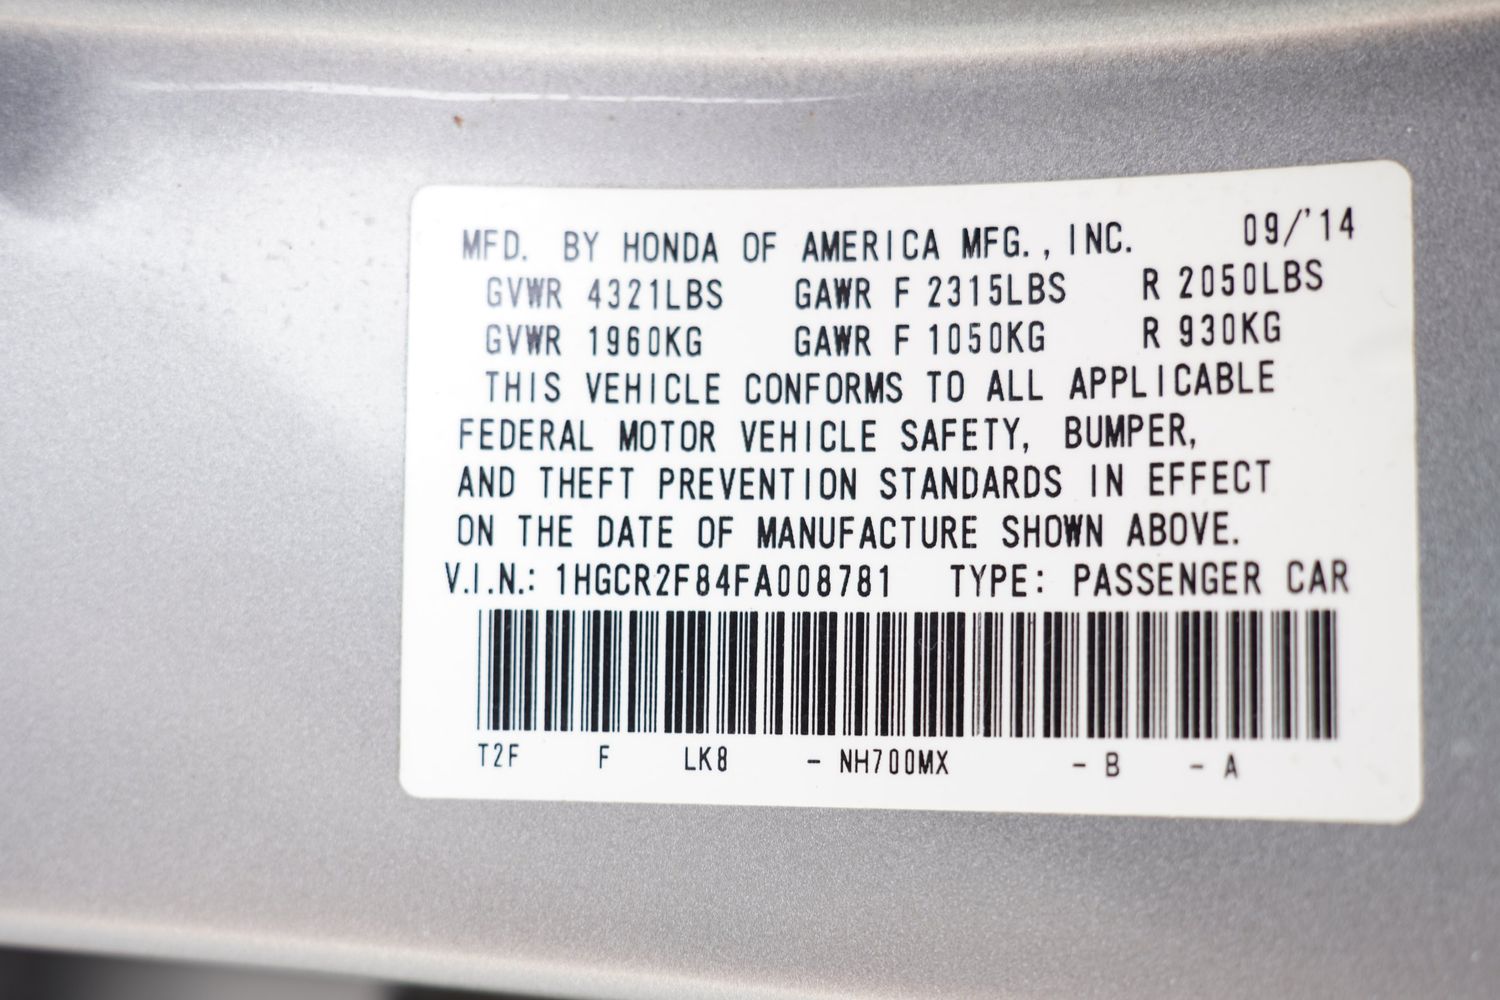 MFD. BY HONDA OF AMERICA MFG., INC. 09/'14
GVWR 4321LBS GAWR F 2315LBS R 2050LBS
GVWR 1960KG GAWR F 1050KG R 930KG
THIS VEHICLE CONFORMS TO ALL APPLICABLE
FEDERAL MOTOR VEHICLE SAFETY, BUMPER,
AND THEFT PREVENTION STANDARDS IN EFFECT
ON THE DATE OF MANUFACTURE SHOWN ABOVE.
V.I.N.: 1HGCR2F84FA008781 TYPE: PASSENGER CAR
T2F F LK8 - NH700MX - B - A